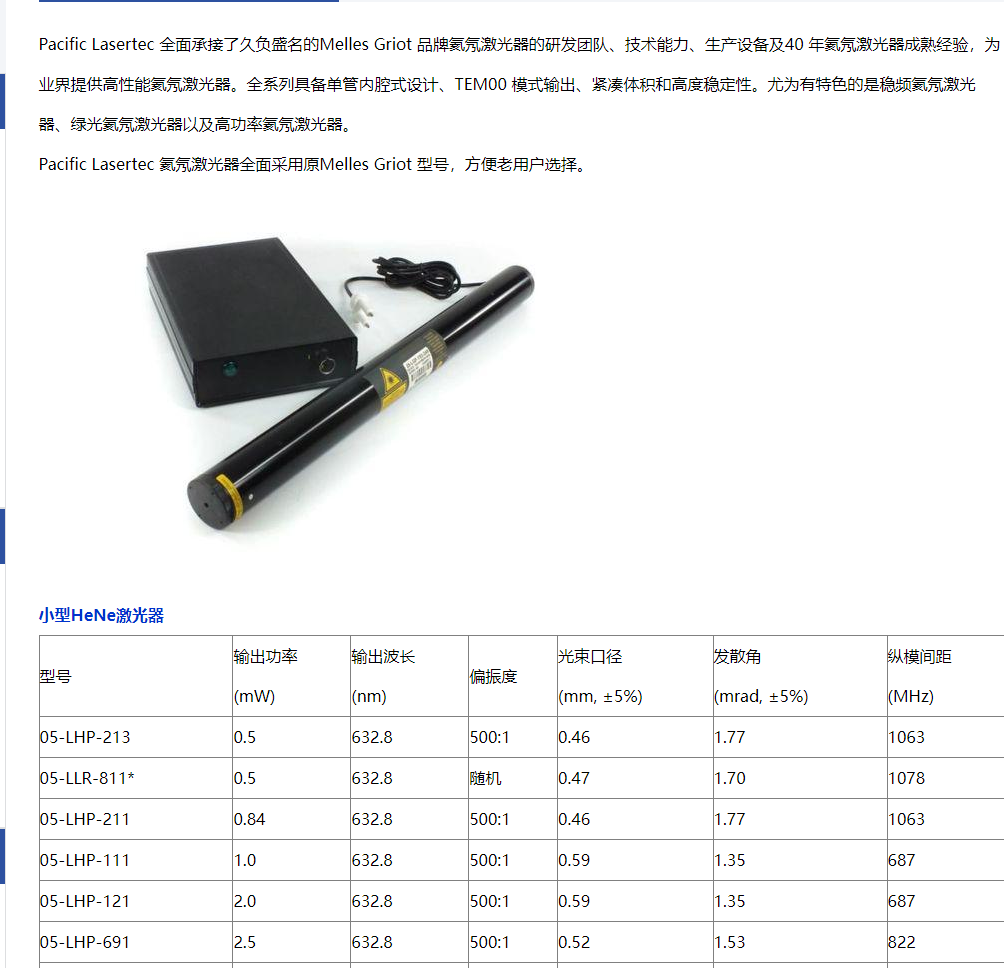 Pacific Lasertec 全面承接了久负盛名的Melles Griot 品牌氦氖激光器的研发团队、技术能力、生产设备及40 年氦氖激光器成熟经验，为
业界提供高性能氦氖激光器。全系列具备单管内腔式设计、TEM00 模式输出、紧凑体积和高度稳定性。尤为有特色的是稳频氦氖激光
器、绿光氦氖激光器以及高功率氦氖激光器。
Pacific Lasertec 氦氖激光器全面采用原Melles Griot 型号，方便老用户选择。
小型HeNe激光器
型号 输出功率 (mW) 输出波长 (nm) 偏振度 光束口径 (mm, ±5%) 发散角 (mrad, ±5%) 纵模间距 (MHz)
05-LHP-213 0.5 632.8 500:1 0.46 1.77 1063
05-LLR-811* 0.5 632.8 随机 0.47 1.70 1078
05-LHP-211 0.84 632.8 500:1 0.46 1.77 1063
05-LHP-111 1.0 632.8 500:1 0.59 1.35 687
05-LHP-121 2.0 632.8 500:1 0.59 1.35 687
05-LHP-691 2.5 632.8 500:1 0.52 1.53 822